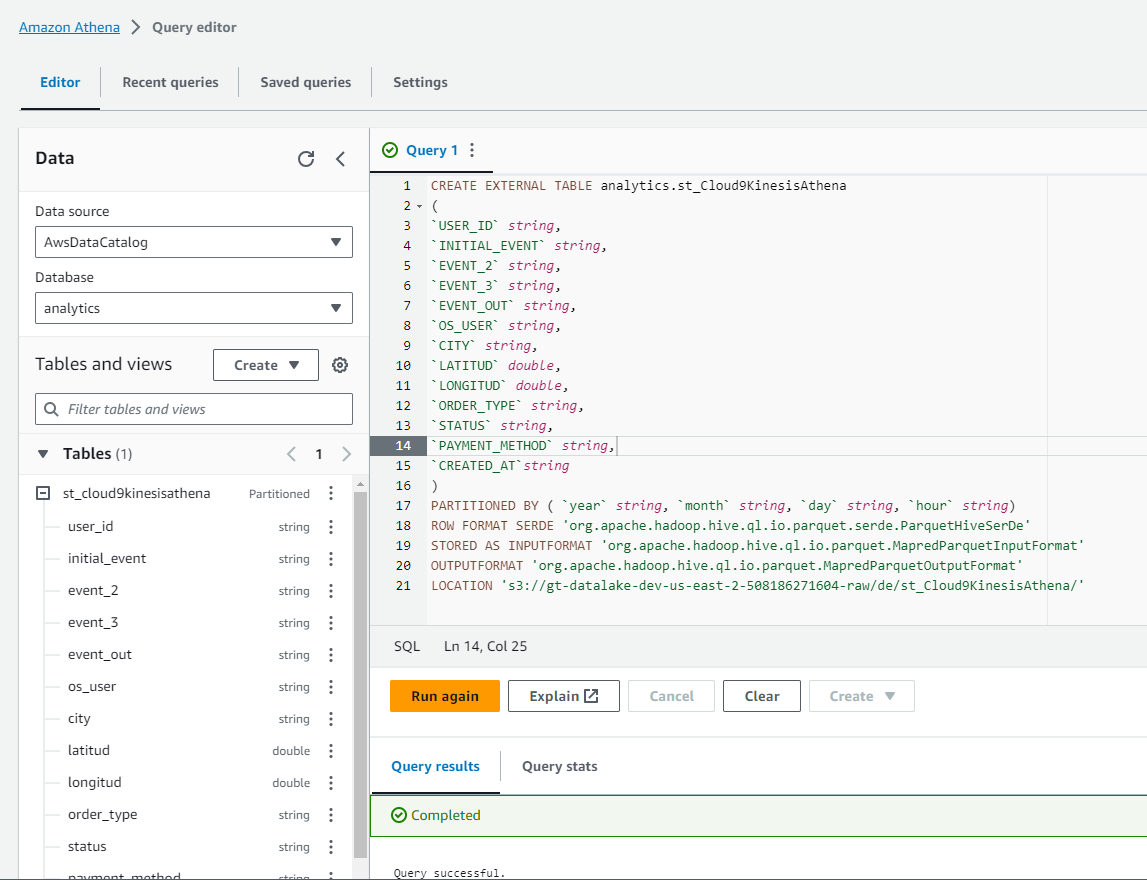 Amazon Athena > Query editor
Editor Recent queries Saved queries Settings
Data
Data source
AwsDataCatalog
Database
analytics
Tables and views Create
Filter tables and views
Tables (1) 1
st_cloud9kinesisathena Partitioned
user_id string
initial_event string
event_2 string
event_3 string
event_out string
os_user string
city string
latitud double
longitud double
order_type string
status string
payment_method string
Query 1
1 CREATE EXTERNAL TABLE analytics.st_Cloud9KinesisAthena
2 (
3 `USER_ID` string,
4 `INITIAL_EVENT` string,
5 `EVENT_2` string,
6 `EVENT_3` string,
7 `EVENT_OUT` string,
8 `OS_USER` string,
9 `CITY` string,
10 `LATITUD` double,
11 `LONGITUD` double,
12 `ORDER_TYPE` string,
13 `STATUS` string,
14 `PAYMENT_METHOD` string,
15 `CREATED_AT`string
16 )
17 PARTITIONED BY ( `year` string, `month` string, `day` string, `hour` string)
18 ROW FORMAT SERDE 'org.apache.hadoop.hive.ql.io.parquet.serde.ParquetHiveSerDe'
19 STORED AS INPUTFORMAT 'org.apache.hadoop.hive.ql.io.parquet.MapredParquetInputFormat'
20 OUTPUTFORMAT 'org.apache.hadoop.hive.ql.io.parquet.MapredParquetOutputFormat'
21 LOCATION 's3://gt-datalake-dev-us-east-2-508186271604-raw/de/st_Cloud9KinesisAthena/'
SQL Ln 14, Col 25
Run again Explain Cancel Clear Create
Query results Query stats
Completed
Query successful.